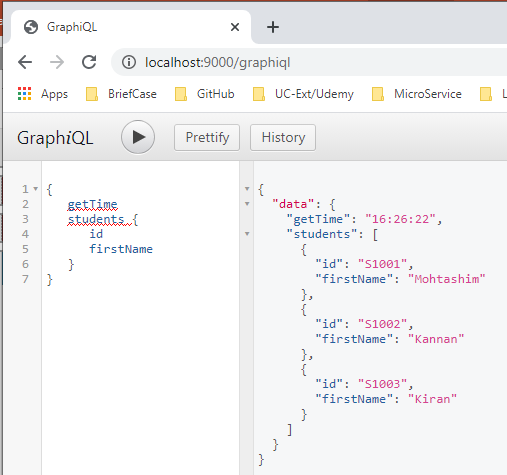 GraphiQL
localhost:9000/graphiql
Apps BriefCase GitHub UC-Ext/Udemy MicroService
GraphiQL Prettify History
1 {
2 getTime
3 students {
4 id
5 firstName
6 }
7 }
{
"data": {
"getTime": "16:26:22",
"students": [
{
"id": "S1001",
"firstName": "Mohtashim"
},
{
"id": "S1002",
"firstName": "Kannan"
},
{
"id": "S1003",
"firstName": "Kiran"
}
]
}
}